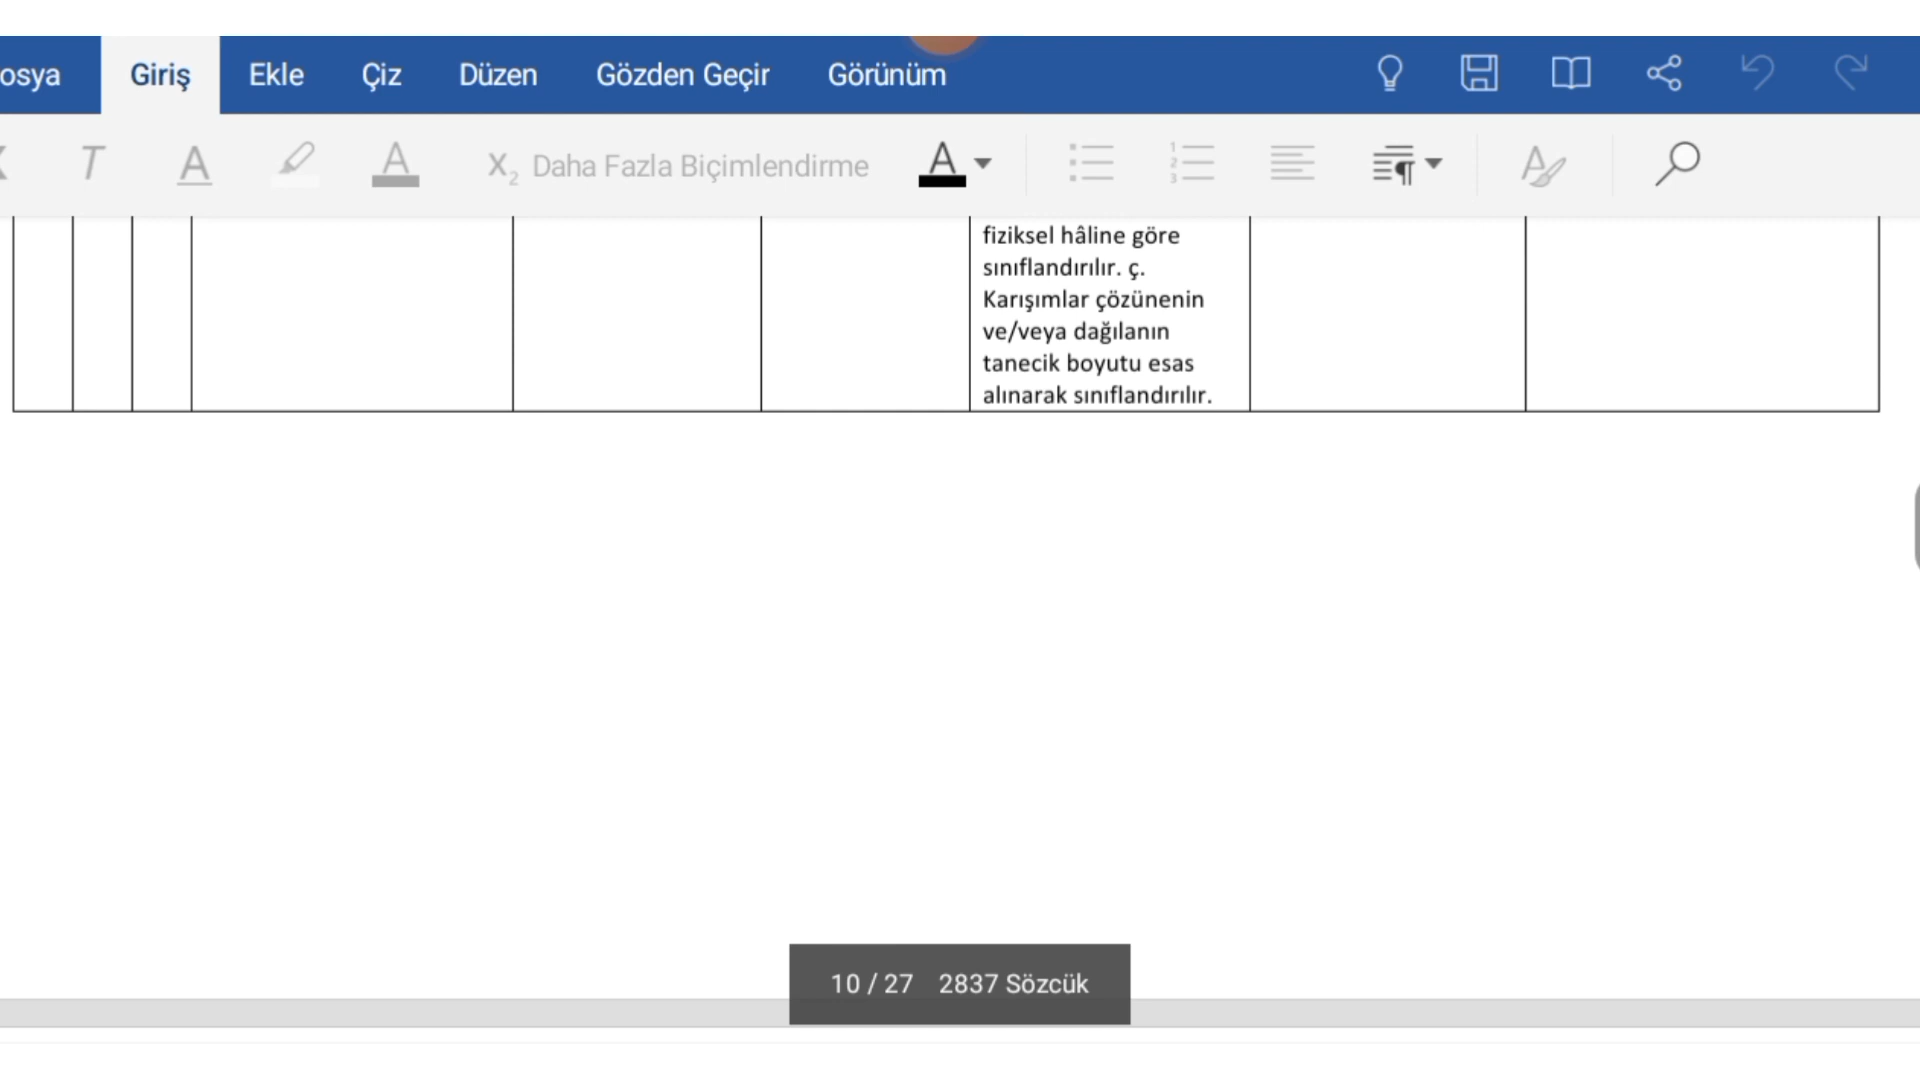 osya Giriş Ekle Çiz Düzen Gözden Geçir Görünüm
Daha Fazla Biçimlendirme
fiziksel hâline göre
sınıflandırılır. ç.
Karışımlar çözünenin
ve/veya dağılanın
tanecik boyutu esas
alınarak sınıflandırılır.
10 / 27 2837 Sözcük